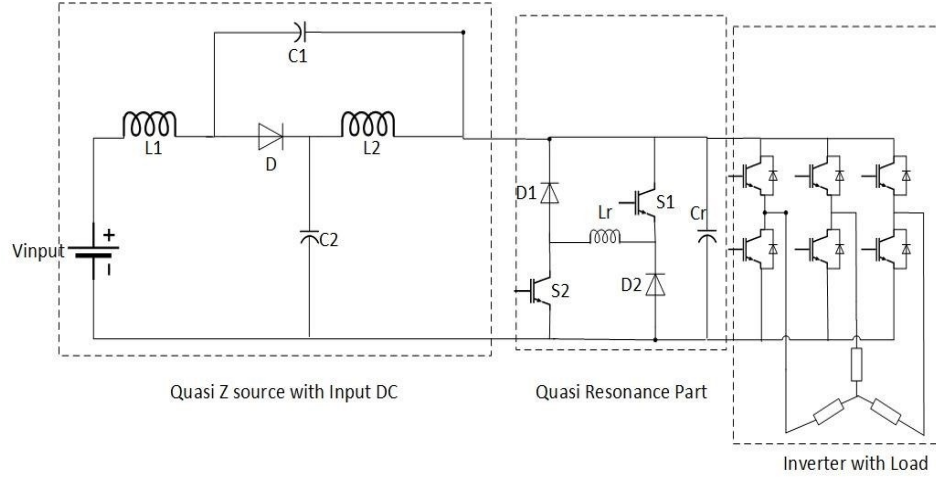 C1
L1
D
L2
Vinput
+
-
C2
D1
Lr
S1
Cr
S2
D2
Quasi Z source with Input DC
Quasi Resonance Part
Inverter with Load